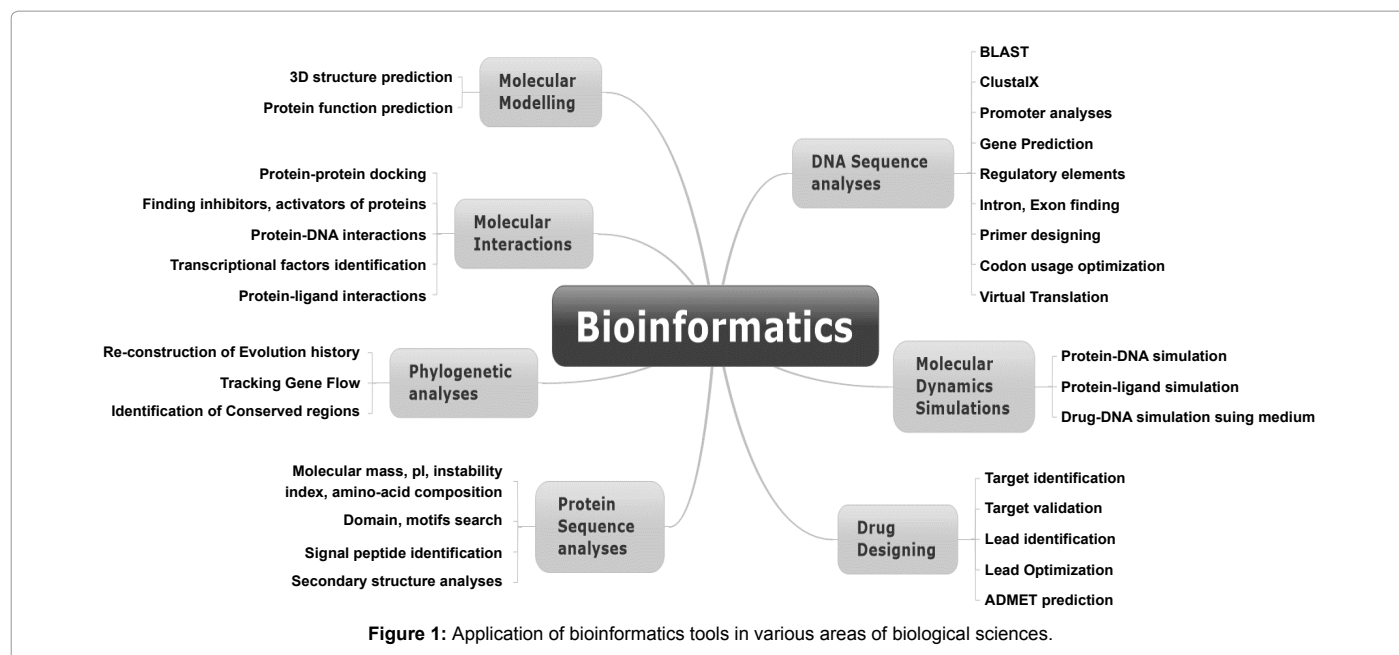 3D structure prediction
Protein function prediction
Molecular
Modelling
Protein-protein docking
Finding inhibitors, activators of proteins
Protein-DNA interactions
Transcriptional factors identification
Protein-ligand interactions
Molecular
Interactions
Re-construction of Evolution history
Tracking Gene Flow
Identification of Conserved regions
Phylogenetic
analyses
Molecular mass, pI, instability
index, amino-acid composition
Domain, motifs search
Signal peptide identification
Secondary structure analyses
Protein
Sequence
analyses
Bioinformatics
DNA Sequence
analyses
BLAST
ClustalX
Promoter analyses
Gene Prediction
Regulatory elements
Intron, Exon finding
Primer designing
Codon usage optimization
Virtual Translation
Molecular
Dynamics
Simulations
Protein-DNA simulation
Protein-ligand simulation
Drug-DNA simulation suing medium
Drug
Designing
Target identification
Target validation
Lead identification
Lead Optimization
ADMET prediction
Figure 1: Application of bioinformatics tools in various areas of biological sciences.